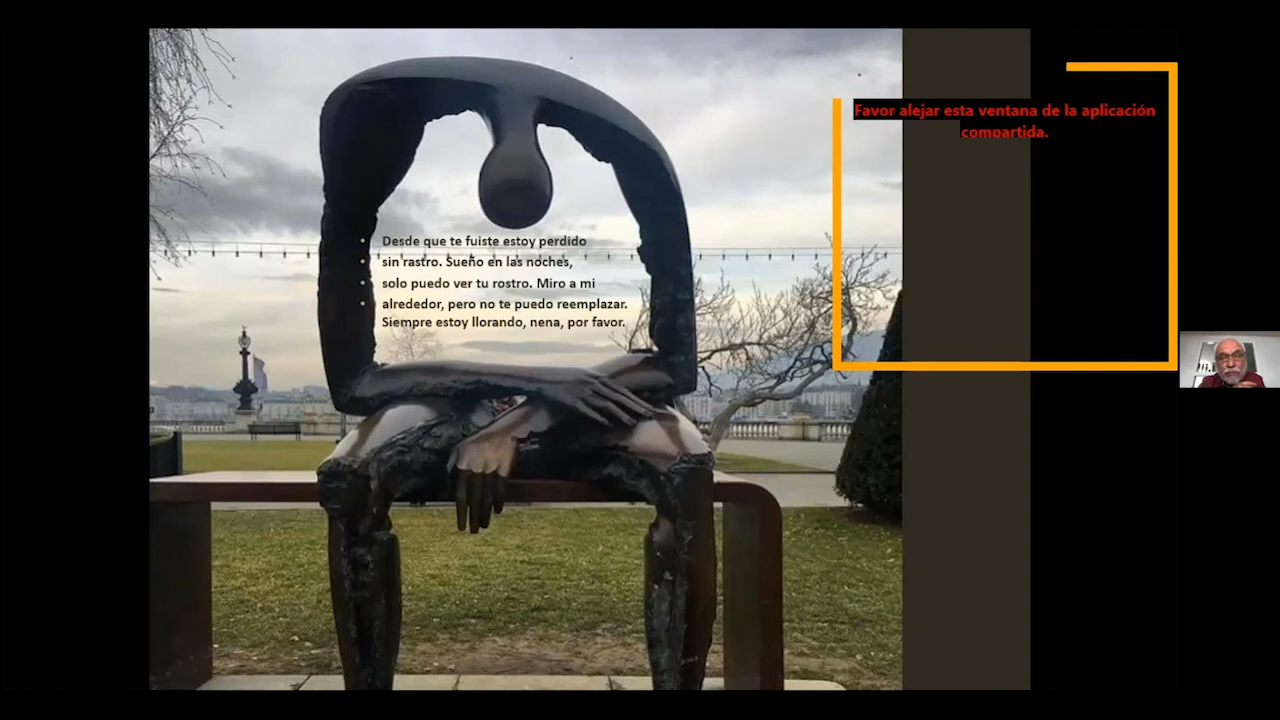 Favor alejar esta ventana de la aplicación
compartida.
Desde que te fuiste estoy perdido
sin rastro. Sueño en las noches,
solo puedo ver tu rostro. Miro a mi
alrededor, pero no te puedo reemplazar.
Siempre estoy llorando, nena, por favor.